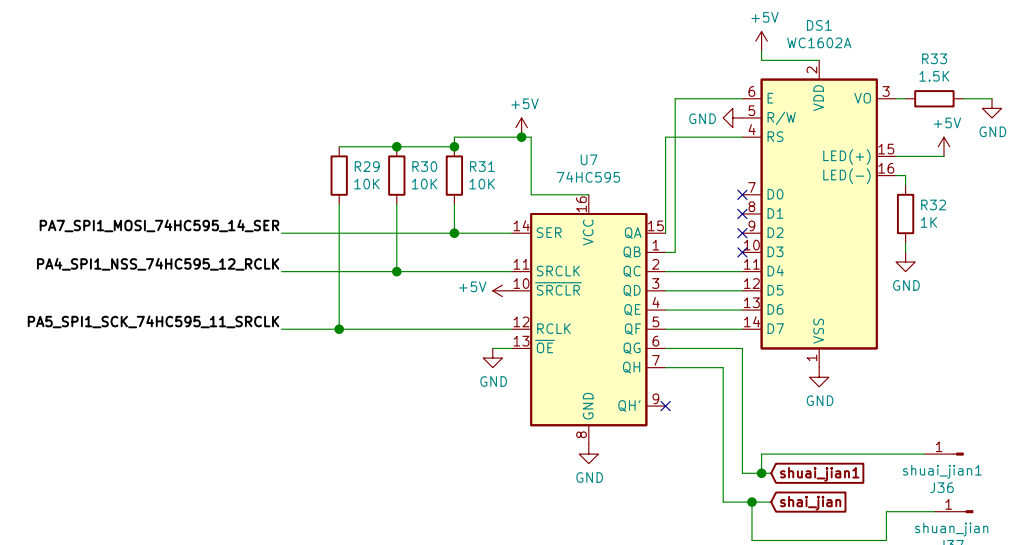 +5V
DS1
WC1602A
2
VDD
R33
1.5K
6
E
VO
3
GND
5
R/W
GND
+5V
+5V
4
RS
LED(+)
15
R29
10K
R30
10K
R31
10K
U7
74HC595
LED(-)
16
7
D0
16
VCC
8
D1
R32
1K
PA7_SPI1_MOSI_74HC595_14_SER
14
SER
QA
15
9
D2
QB
1
10
D3
PA4_SPI1_NSS_74HC595_12_RCLK
11
SRCLK
QC
2
11
D4
+5V
10
SRCLR
QD
3
12
D5
GND
QE
4
13
D6
PA5_SPI1_SCK_74HC595_11_SRCLK
12
RCLK
QF
5
14
D7
VSS
13
OE
QG
6
1
GND
QH
7
GND
GND
QH'
9
8
GND
1
shuai_jian1
shuai_jian1
J36
shai_jian
1
shuan_jian
J37